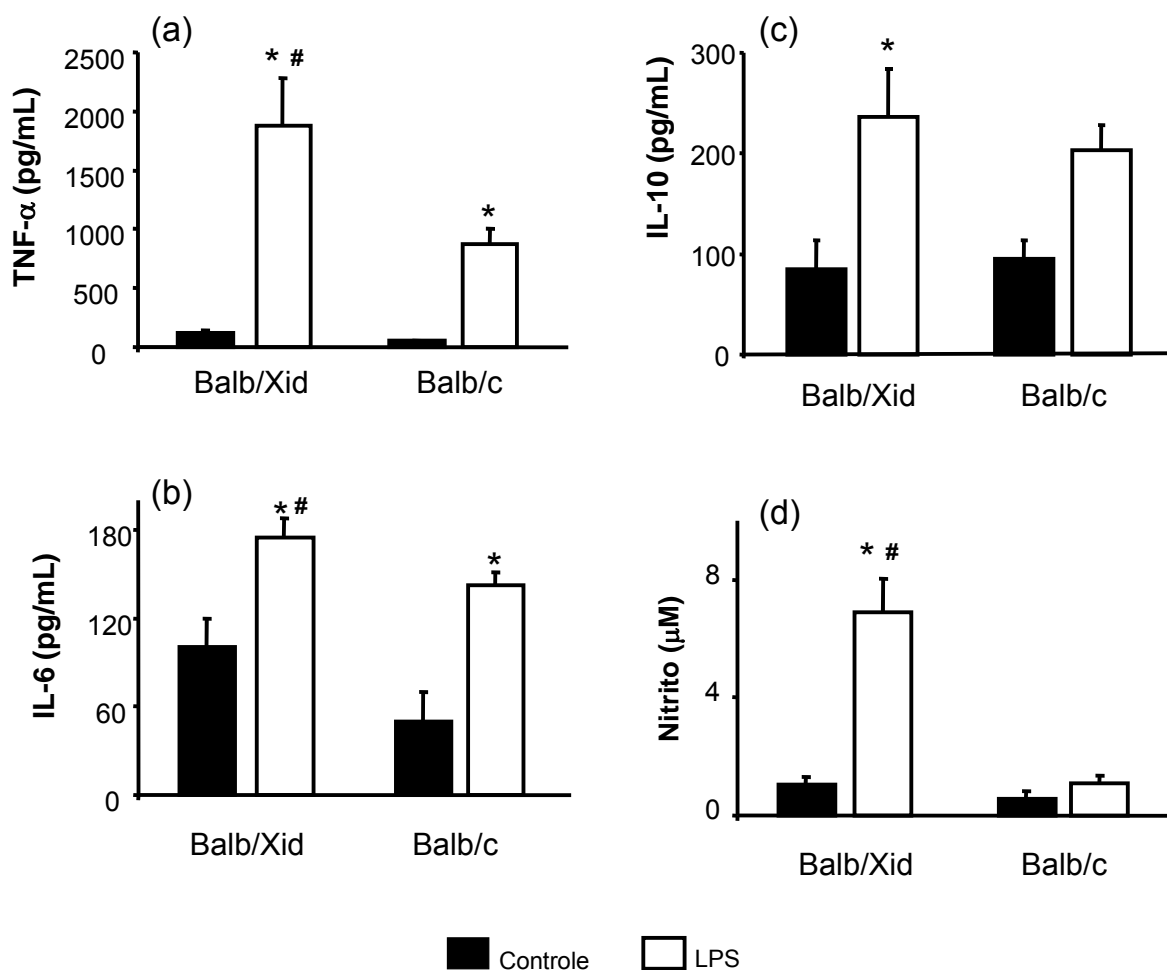 (a)
TNF-α (pg/mL)
2500
2000
1500
1000
500
0
* #
*
Balb/Xid
Balb/c
(c)
IL-10 (pg/mL)
300
200
100
0
*
Balb/Xid
Balb/c
(b)
IL-6 (pg/mL)
180
120
60
0
* #
*
Balb/Xid
Balb/c
(d)
Nitrito (μM)
8
4
0
* #
Balb/Xid
Balb/c
Controle
LPS